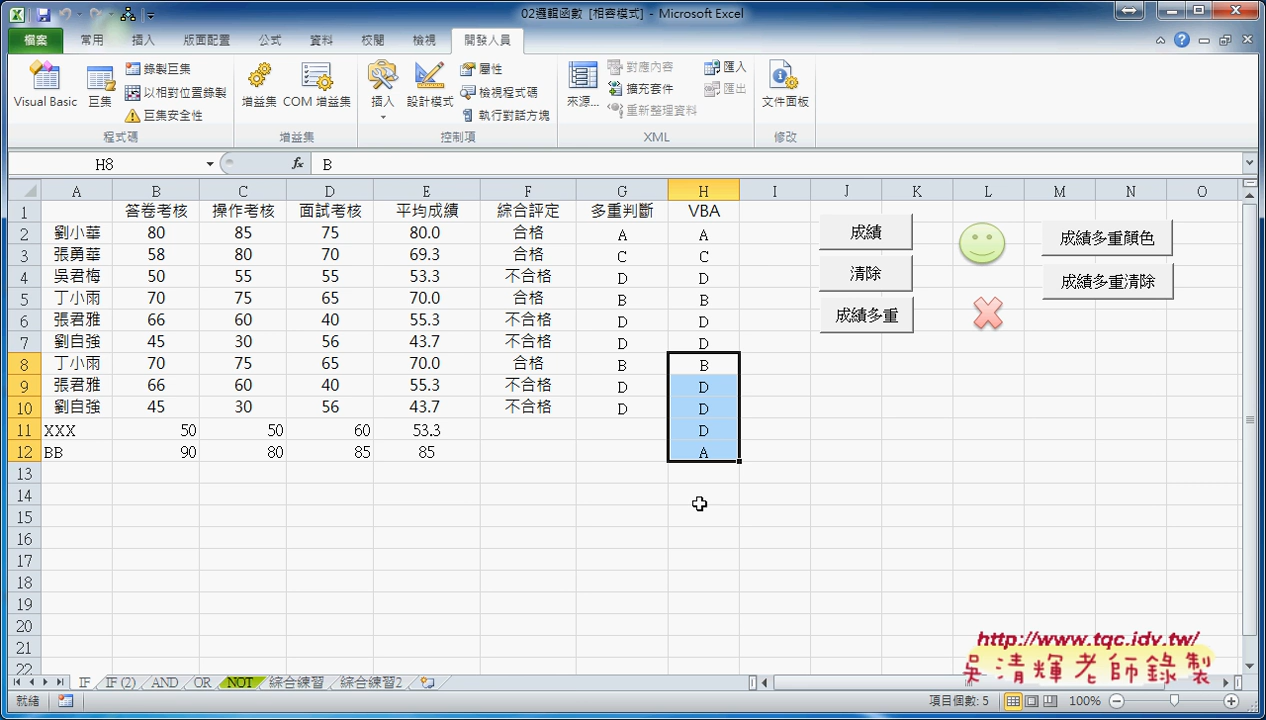 02邏輯函數 [相容模式] - Microsoft Excel
檔案 常用 插入 版面配置 公式 資料 校閱 檢視 開發人員
Visual Basic 巨集 錄製巨集 以相對位置錄製 巨集安全性 程式碼
增益集 COM 增益集 增益集
插入 設計模式 屬性 檢視程式碼 執行對話方塊 控制項
來源... 對應內容 擴充套件 重新整理資料 匯入 匯出 XML
文件面板 修改
H8 fx B
A B C D E F G H I J K L M N O
1 答卷考核 操作考核 面試考核 平均成績 綜合評定 多重判斷 VBA
2 劉小華 80 85 75 80.0 合格 A A
3 張勇華 58 80 70 69.3 合格 C C
4 吳君梅 50 55 55 53.3 不合格 D D
5 丁小雨 70 75 65 70.0 合格 B B
6 張君雅 66 60 40 55.3 不合格 D D
7 劉自強 45 30 56 43.7 不合格 D D
8 丁小雨 70 75 65 70.0 合格 B B
9 張君雅 66 60 40 55.3 不合格 D D
10 劉自強 45 30 56 43.7 不合格 D D
11 XXX 50 50 60 53.3 D
12 BB 90 80 85 85 A
13
14
15
16
17
18
19
20
21
22
成績
清除
成績多重
成績多重顏色
成績多重清除
http://www.tqc.idv.tw/
吳清輝老師錄製
IF IF (2) AND OR NOT 綜合練習 綜合練習2
就緒 項目個數: 5 100%